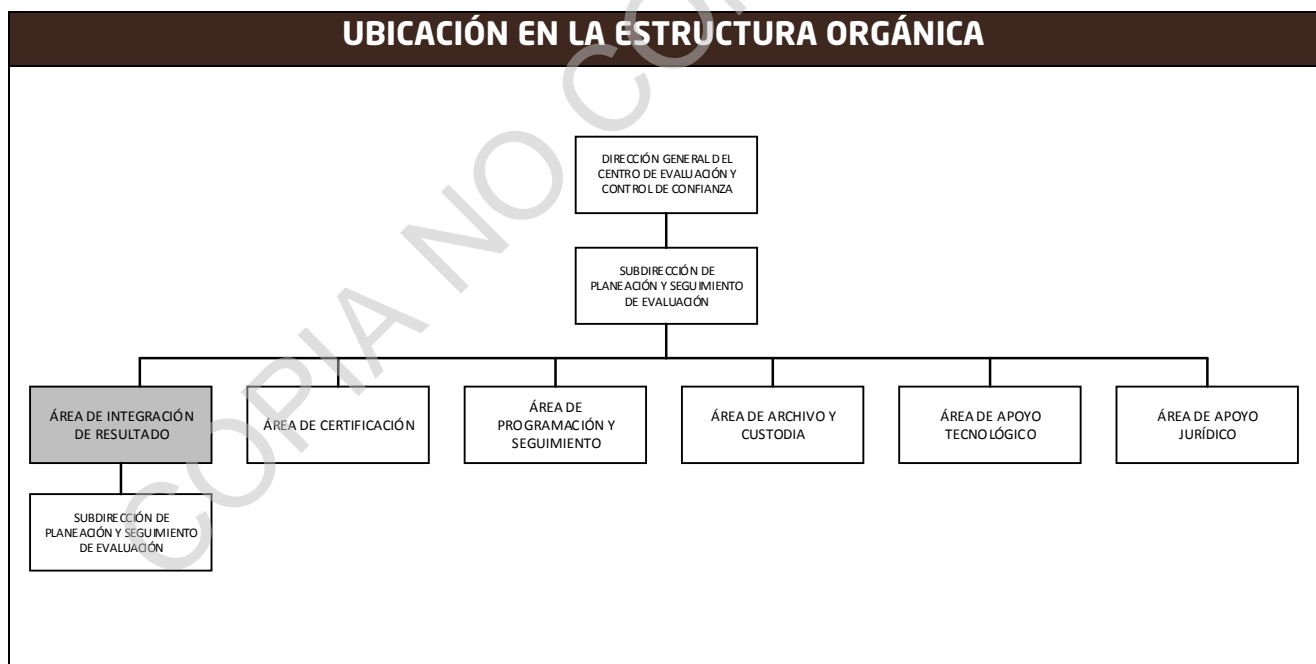 UBICACIÓN EN LA ESTRUCTURA ORGÁNICA
DIRECCIÓN GENERAL DEL
CENTRO DE EVALUACIÓN Y
CONTROL DE CONFIANZA
SUBDIRECCIÓN DE
PLANEACIÓN Y SEGUIMIENTO
DE EVALUACIÓN
ÁREA DE INTEGRACIÓN
DE RESULTADO
ÁREA DE CERTIFICACIÓN
ÁREA DE
PROGRAMACIÓN Y
SEGUIMIENTO
ÁREA DE ARCHIVO Y
CUSTODIA
ÁREA DE APOYO
TECNOLÓGICO
ÁREA DE APOYO
JURÍDICO
SUBDIRECCIÓN DE
PLANEACIÓN Y SEGUIMIENTO
DE EVALUACIÓN
COPIA NO